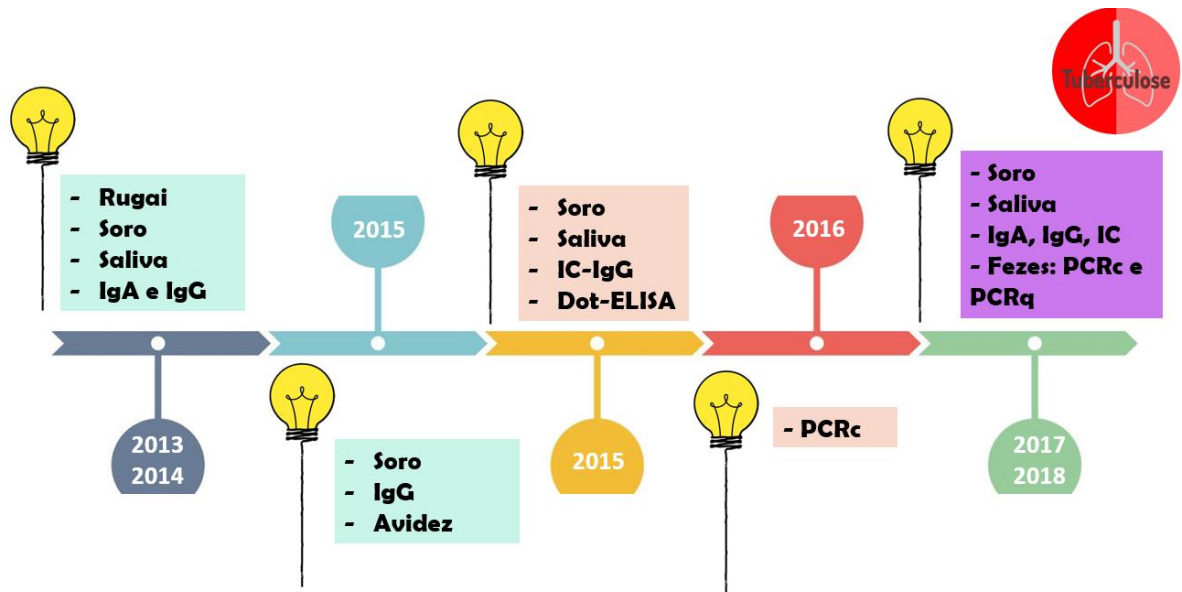 Tuberculose
- Rugai
- Soro
- Saliva
- IgA e IgG
2013
2014
2015
- Soro
- IgG
- Avidez
- Soro
- Saliva
- IC-IgG
- Dot-ELISA
2015
2016
- PCRc
- Soro
- Saliva
- IgA, IgG, IC
- Fezes: PCRc e
PCRq
2017
2018